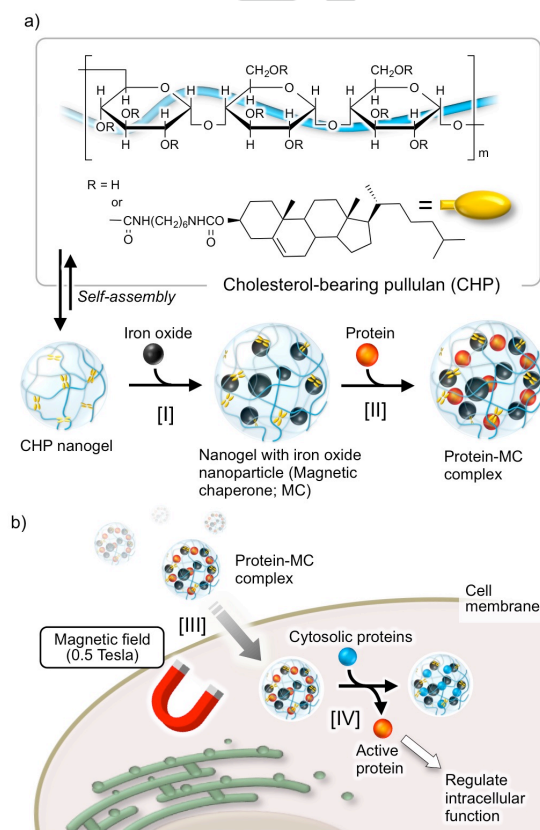 a)
H
O
H
CH₂OR
O
H
CH₂OR
O
H
H
H
H
H
OR
H
OR
H
OR
H
OR
H
H
OR
O
H
H
OR
O
H
H
OR
O
m
R = H
or
CNH(CH₂)₆NHCO
O
O
=
Cholesterol-bearing pullulan (CHP)
Self-assembly
Iron oxide
Protein
[I]
[II]
CHP nanogel
Nanogel with iron oxide
nanoparticle (Magnetic
chaperone; MC)
Protein-MC
complex
b)
Protein-MC
complex
Cell
membrane
[III]
Magnetic field
(0.5 Tesla)
Cytosolic proteins
[IV]
Active
protein
Regulate
intracellular
function